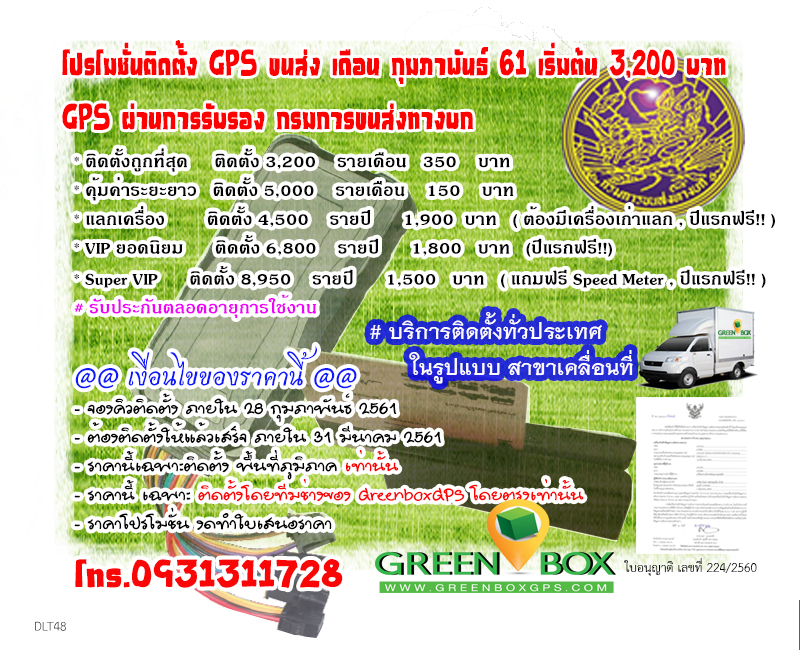 โปรโมชั่นติดตั้ง GPS ขนส่ง เดือน กุมภาพันธ์ 61 เริ่มต้น 3,200 บาท
GPS ผ่านการรับรอง กรมการขนส่งทางบก
* ติดตั้งถูกที่สุด ติดตั้ง 3,200 รายเดือน 350 บาท
* คุ้มค่าระยะยาว ติดตั้ง 5,000 รายเดือน 150 บาท
* แลกเครื่อง ติดตั้ง 4,500 รายปี 1,900 บาท ( ต้องมีเครื่องเก่าแลก , ปีแรกฟรี!! )
* VIP ยอดนิยม ติดตั้ง 6,800 รายปี 1,800 บาท (ปีแรกฟรี!!)
* Super VIP ติดตั้ง 8,950 รายปี 1,500 บาท ( แถมฟรี Speed Meter , ปีแรกฟรี!! )
# รับประกันตลอดอายุการใช้งาน
# บริการติดตั้งทั่วประเทศ
ในรูปแบบ สาขาเคลื่อนที่
GREEN BOX
@@ เงื่อนไขของราคานี้ @@
- จองคิวติดตั้ง ภายใน 28 กุมภาพันธ์ 2561
- ต้องติดตั้งให้แล้วเสร็จ ภายใน 31 มีนาคม 2561
- ราคานี้เฉพาะติดตั้ง พื้นที่ภูมิภาค เท่านั้น
- ราคานี้ เฉพาะ ติดตั้งโดยทีมช่างของ GreenboxGPS โดยตรงเท่านั้น
- ราคาโปรโมชั่น งดทำใบเสนอราคา
โทร.0931311728
GREEN BOX
WWW.GREENBOXGPS.COM
ใบอนุญาติ เลขที่ 224/2560
DLT48